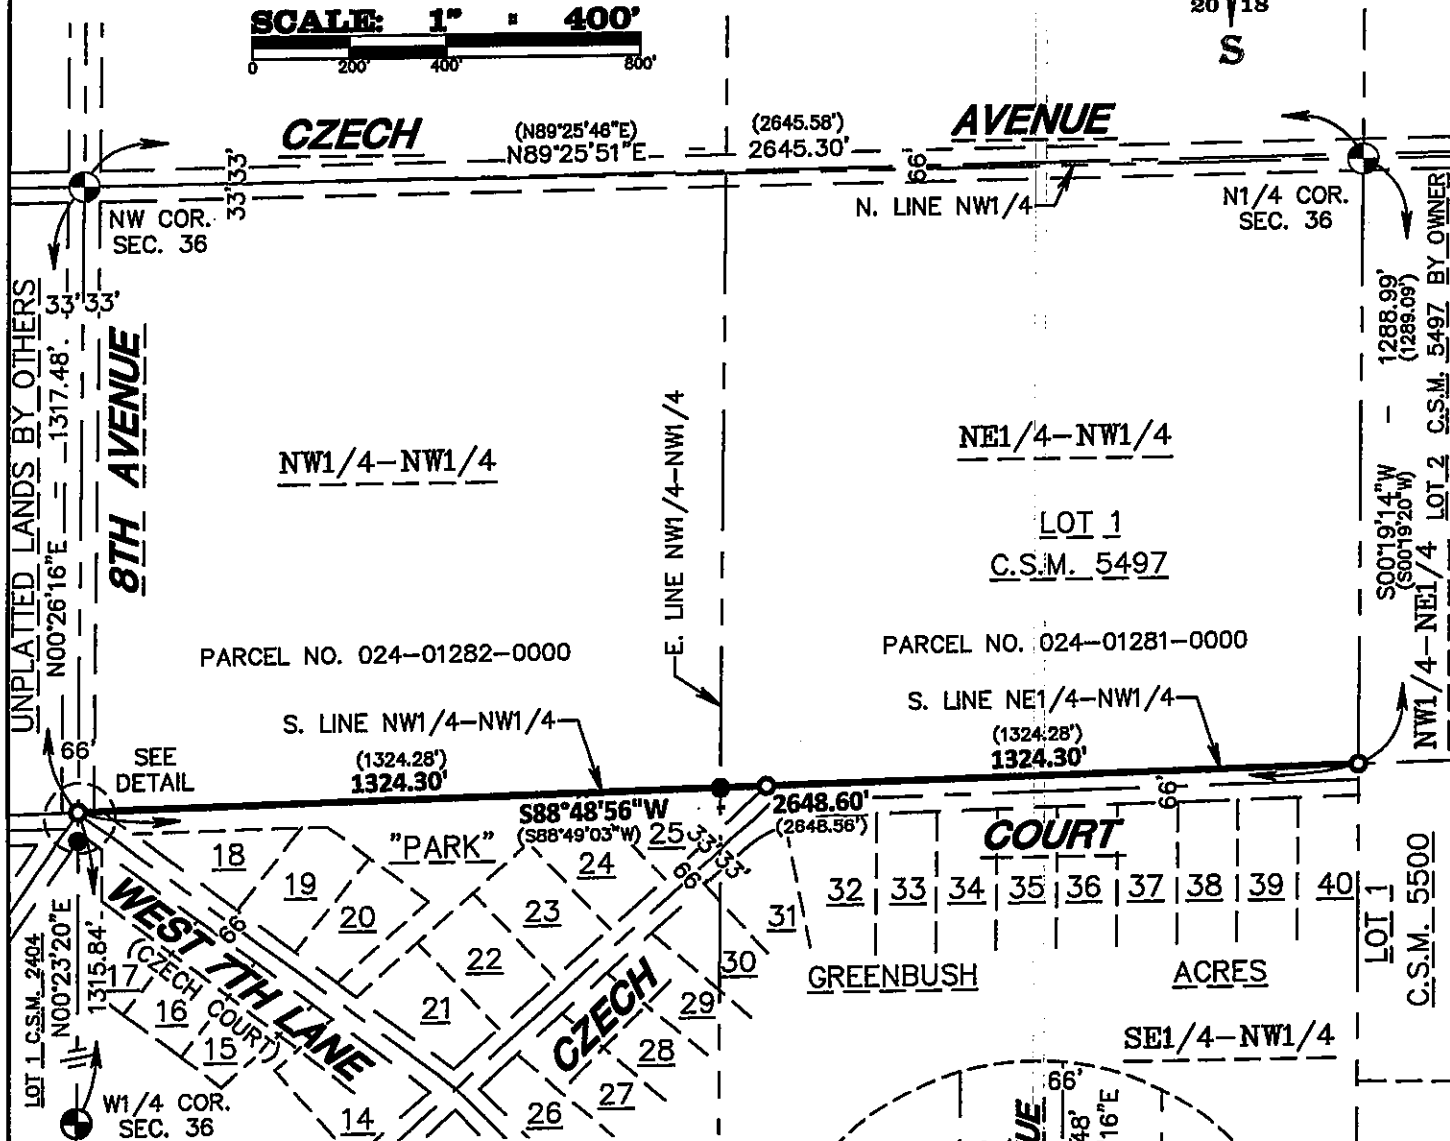 SCALE: 1" = 400'
0 200' 400' 800'
20 18
S
CZECH AVENUE
(N89°25'46"E)
N89°25'51"E
(2645.58')
2645.30'
33' 33'
33'
66'
N. LINE NW1/4
NW COR.
SEC. 36
N1/4 COR.
SEC. 36
33' 33'
UNPLATTED LANDS BY OTHERS
N00°26'16"E
1317.48'
8TH AVENUE
NW1/4-NW1/4
E. LINE NW1/4-NW1/4
NE1/4-NW1/4
LOT 1
C.S.M. 5497
1288.99'
(1289.09')
S00°19'14"W
(S00°19'20"W)
LOT 2 C.S.M. 5497 BY OWNER
NW1/4-NE1/4
PARCEL NO. 024-01282-0000
PARCEL NO. 024-01281-0000
S. LINE NW1/4-NW1/4
S. LINE NE1/4-NW1/4
66'
SEE
DETAIL
(1324.28')
1324.30'
(1324.28')
1324.30'
S88°48'56"W
(S88°49'03"W)
2648.60'
(2648.56')
66'
COURT
"PARK"
18
19
20
25
24
23
22
21
33' 33'
66'
32 33 34 35 36 37 38 39 40
31
30
29
28
27
26
GREENBUSH ACRES
SE1/4-NW1/4
LOT 1
C.S.M. 5500
WEST 7TH LANE
(CZECH COURT)
66
CZECH
17
16
15
14
LOT 1 C.S.M. 2404
N00°23'20"E
1315.84'
W1/4 COR.
SEC. 36
66'
48'
16"E
UE